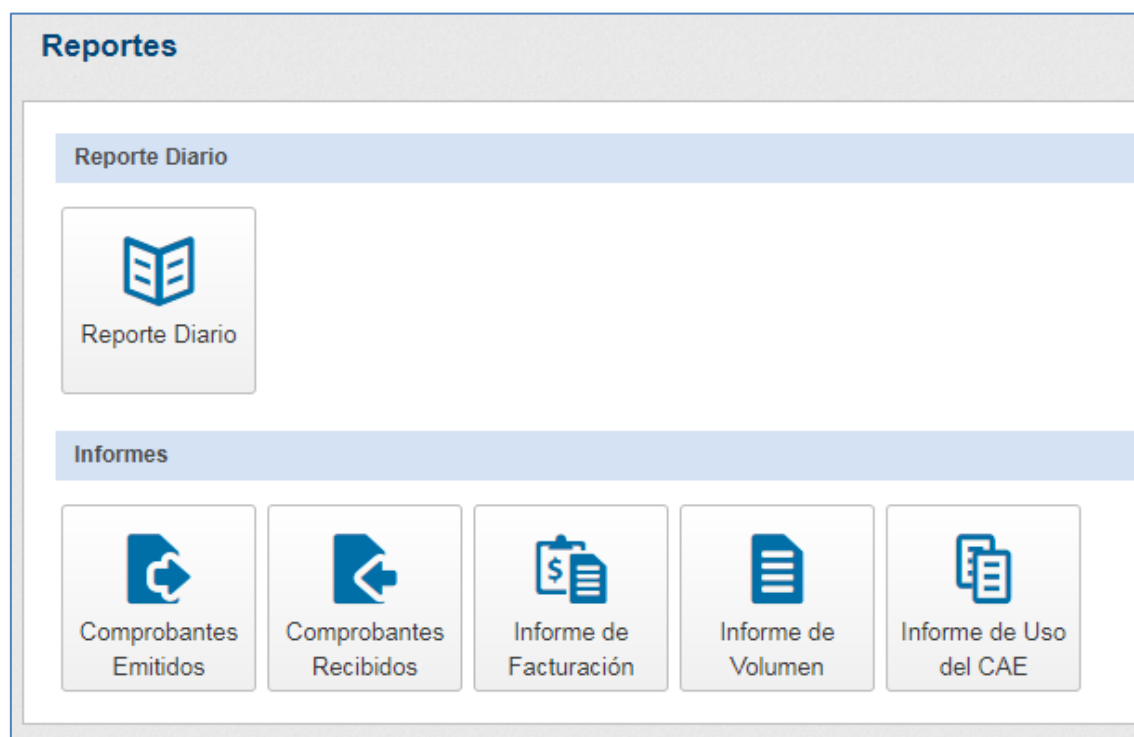 Reportes
Reporte Diario
Reporte Diario
Informes
Comprobantes
Emitidos
Comprobantes
Recibidos
Informe de
Facturación
Informe de
Volumen
Informe de Uso
del CAE